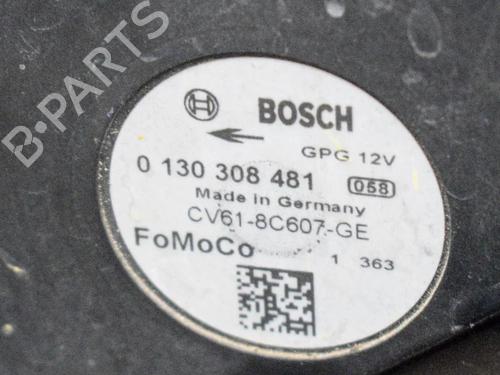 B-PARTS
BOSCH
GPG 12V
0 130 308 481 058
Made in Germany
CV61-8C607-GE
FoMoCo
1 363